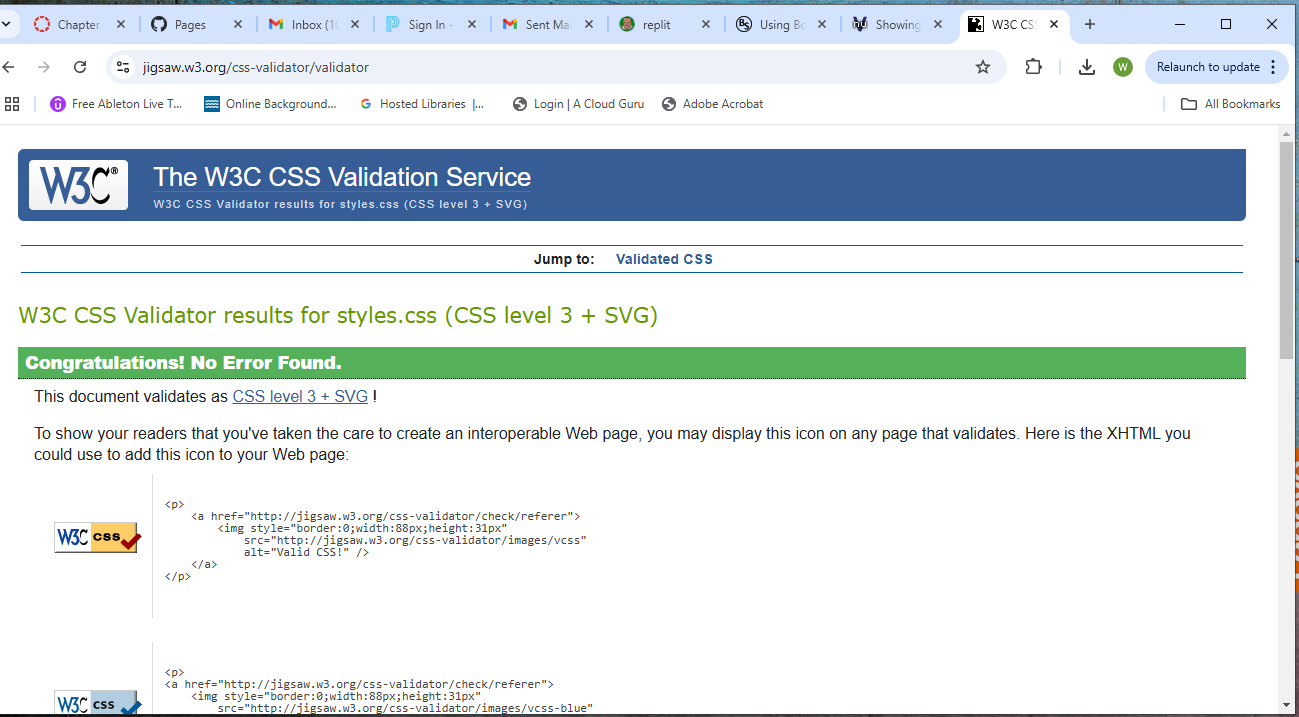 Chapter
Pages
Inbox (10
Sign In -
Sent Mai
replit
Using Bo
Showing
W3C CSS
jigsaw.w3.org/css-validator/validator
W
Relaunch to update
Free Ableton Live T...
Online Background...
Hosted Libraries |...
Login | A Cloud Guru
Adobe Acrobat
All Bookmarks
W3C®
The W3C CSS Validation Service
W3C CSS Validator results for styles.css (CSS level 3 + SVG)
Jump to: Validated CSS
W3C CSS Validator results for styles.css (CSS level 3 + SVG)
Congratulations! No Error Found.
This document validates as CSS level 3 + SVG !
To show your readers that you've taken the care to create an interoperable Web page, you may display this icon on any page that validates. Here is the XHTML you
could use to add this icon to your Web page:
W3C css
<p>
    <a href="http://jigsaw.w3.org/css-validator/check/referer">
        <img style="border:0;width:88px;height:31px"
            src="http://jigsaw.w3.org/css-validator/images/vcss"
            alt="Valid CSS!" />
    </a>
</p>
W3C css
<p>
<a href="http://jigsaw.w3.org/css-validator/check/referer">
    <img style="border:0;width:88px;height:31px"
        src="http://jigsaw.w3.org/css-validator/images/vcss-blue"